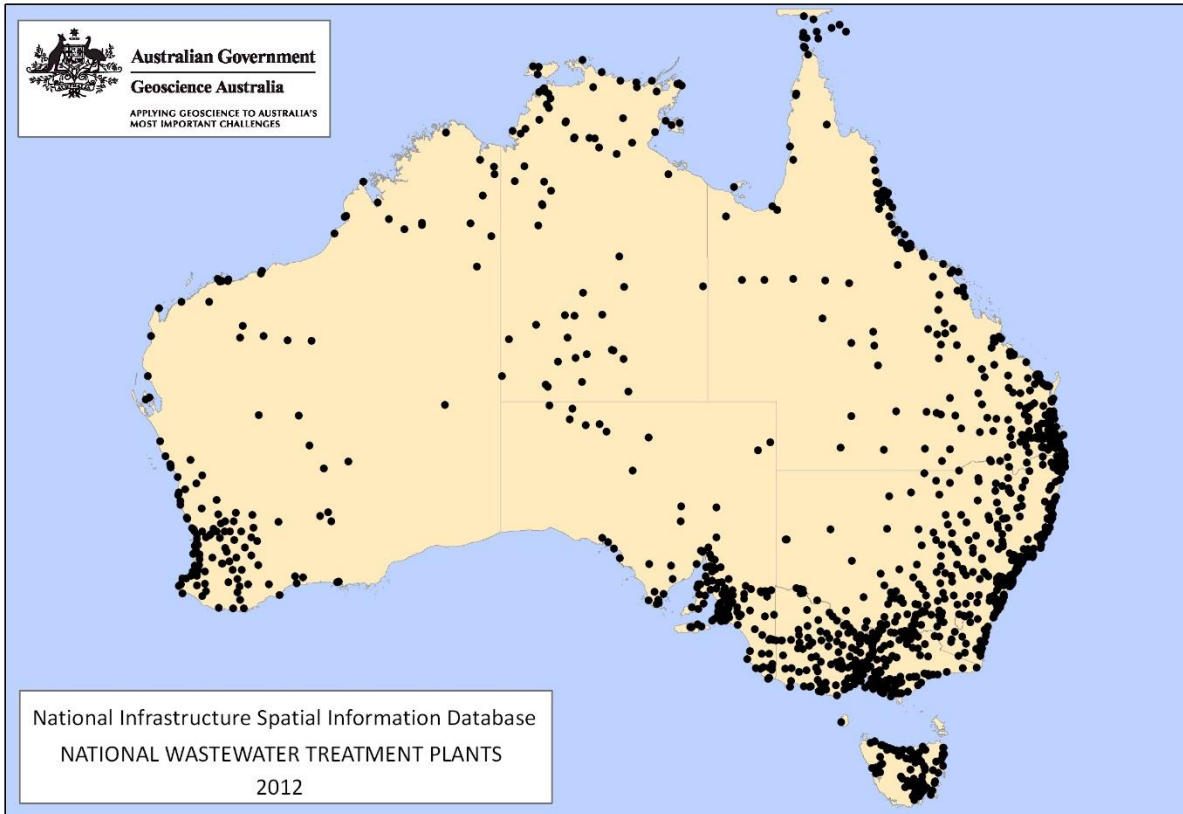 Australian Government
Geoscience Australia
APPLYING GEOSCIENCE TO AUSTRALIA'S
MOST IMPORTANT CHALLENGES
National Infrastructure Spatial Information Database
NATIONAL WASTEWATER TREATMENT PLANTS
2012